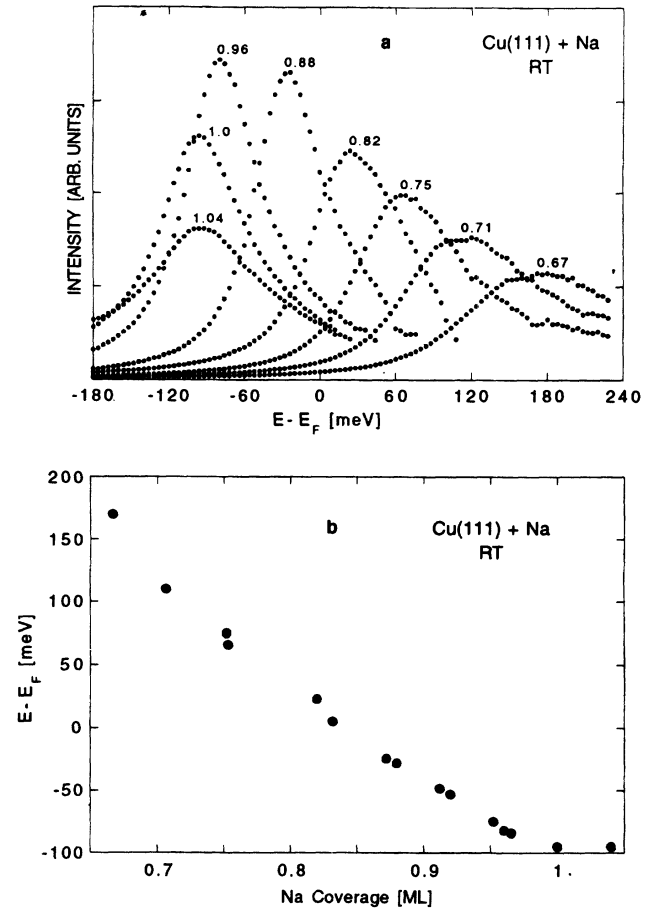 a
Cu(111) + Na
RT
0.96
0.88
1.0
0.82
0.75
1.04
0.71
0.67
INTENSITY [ARB. UNITS]
-180 -120 -60 0 60 120 180 240
E - E_F [meV]
200
b
Cu(111) + Na
RT
150
100
50
0
-50
-100
E - E_F [meV]
0.7 0.8 0.9 1
Na Coverage [ML]